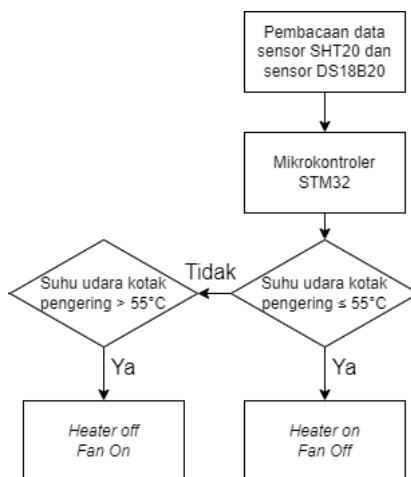 Pembacaan data
sensor SHT20 dan
sensor DS18B20
Mikrokontroler
STM32
Suhu udara kotak
pengering ≤ 55°C
Tidak
Suhu udara kotak
pengering > 55°C
Ya
Ya
Heater off
Fan On
Heater on
Fan Off